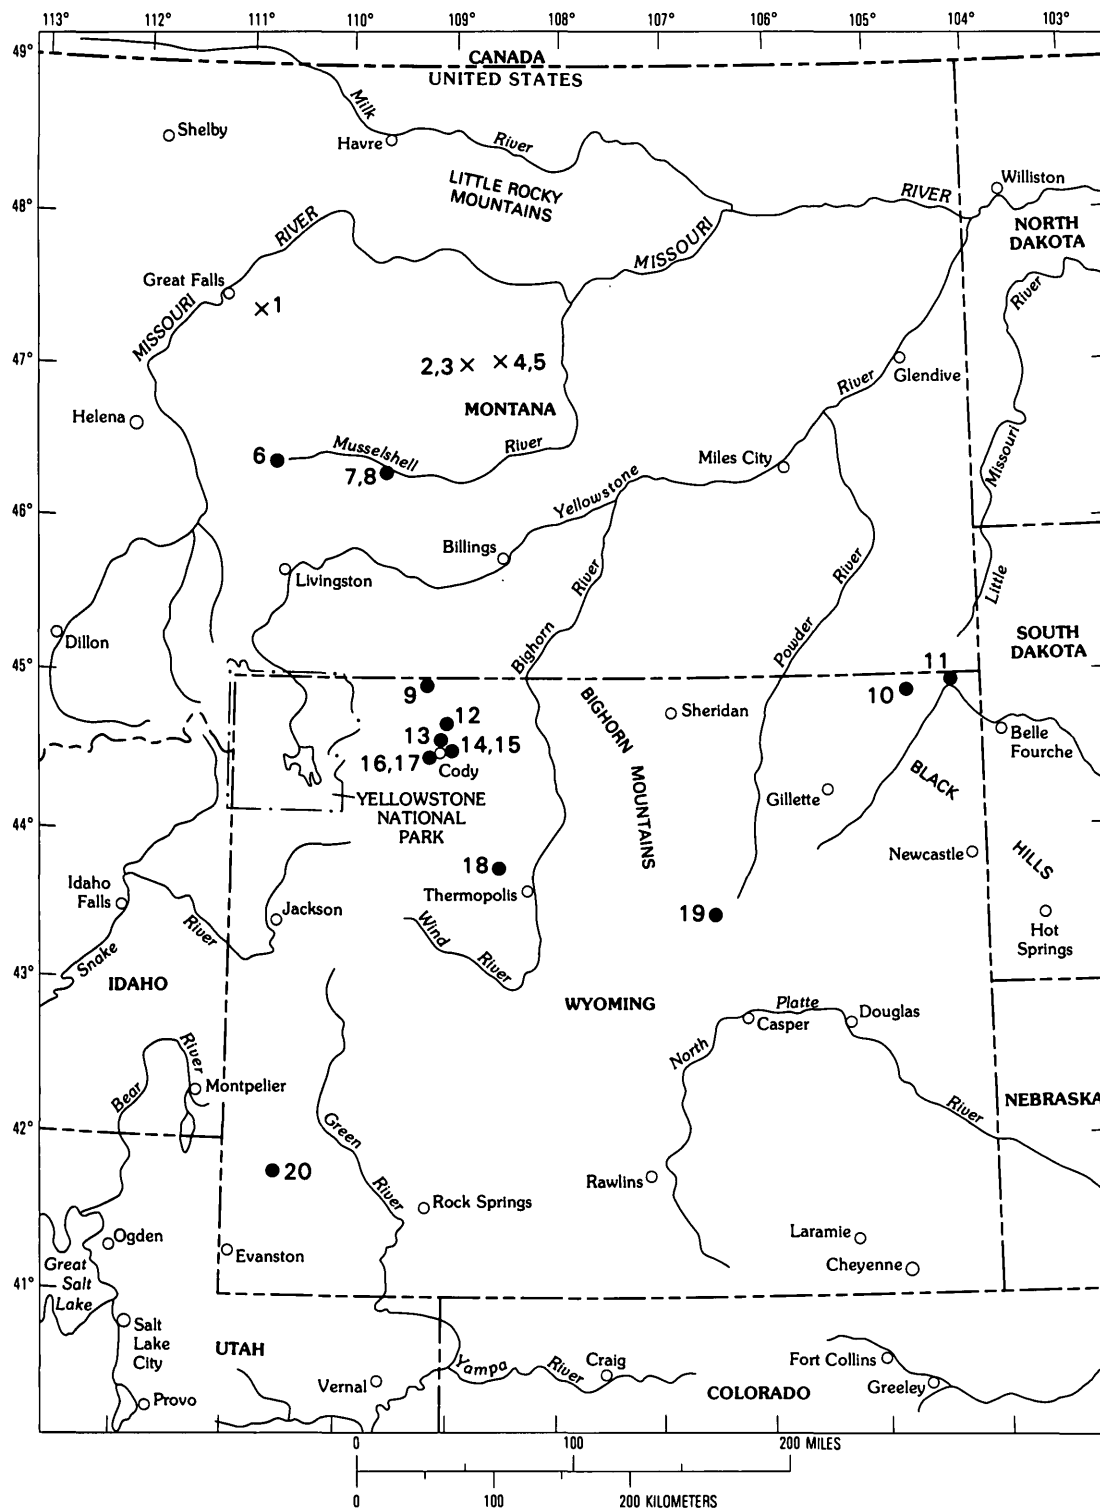 113° 112° 111° 110° 109° 108° 107° 106° 105° 104° 103°
49°
CANADA
UNITED STATES
Milk
River
Shelby
Havre
LITTLE ROCKY
MOUNTAINS
Williston
RIVER
48°
NORTH
DAKOTA
RIVER
MISSOURI
River
Great Falls
1
MISSOURI
47°
2,3
4,5
River
Glendive
MONTANA
Helena
Missouri
6
Musselshell
River
7,8
Miles City
Yellowstone
46°
Billings
River
River
Livingston
Little
Dillon
Bighorn
Powder
SOUTH
DAKOTA
45°
9
11
10
BIGHORN
MOUNTAINS
Sheridan
12
13
14,15
16,17
Cody
Belle
Fourche
YELLOWSTONE
NATIONAL
PARK
Gillette
BLACK
HILLS
44°
Newcastle
18
Thermopolis
Idaho
Falls
Jackson
19
Hot
Springs
River
Wind
River
Snake
43°
IDAHO
WYOMING
Platte
Casper
Douglas
North
River
River
Bear
Montpelier
NEBRASKA
42°
Green
River
20
Rawlins
Rock Springs
Ogden
Evanston
Laramie
Cheyenne
Great
Salt
Lake
41°
Salt
Lake
City
UTAH
Yampa
River
Craig
Fort Collins
Vernal
Greeley
COLORADO
Provo
0 100 200 MILES
0 100 200 KILOMETERS